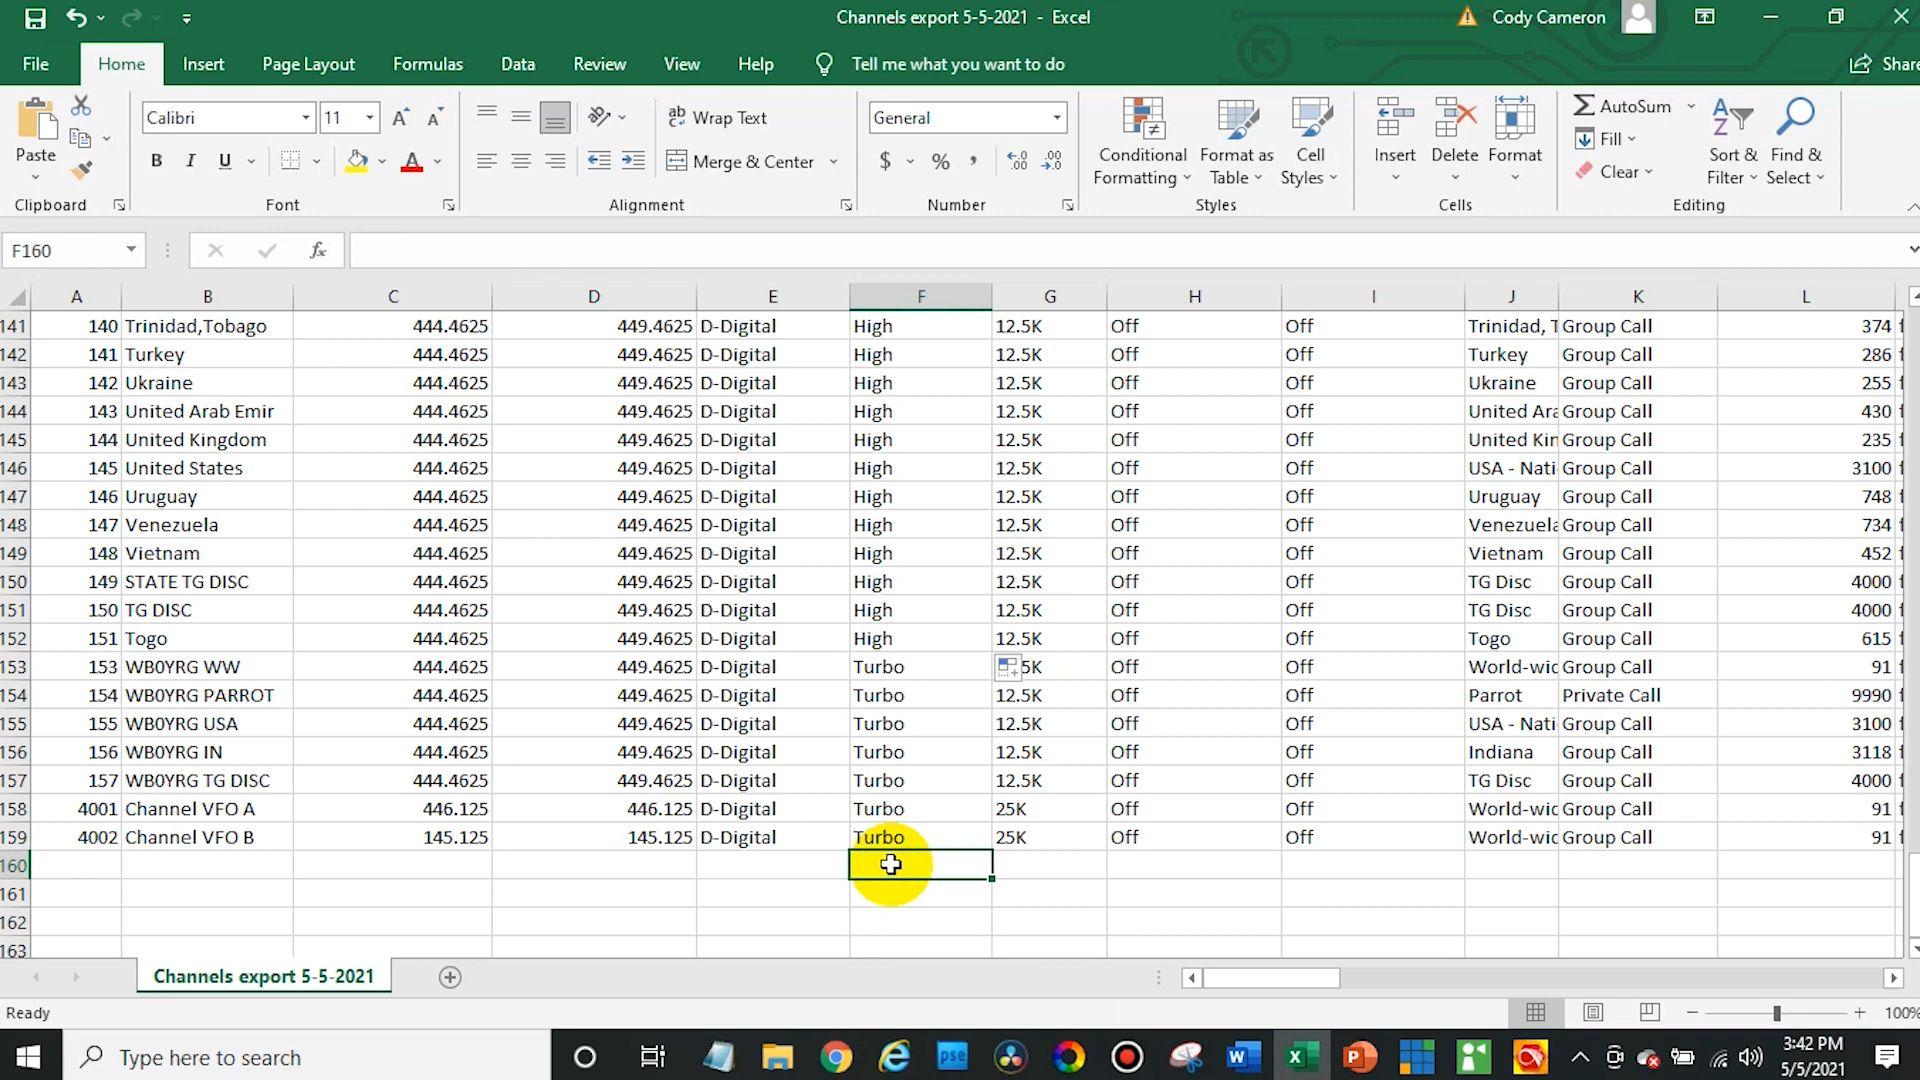 Channels export 5-5-2021 - Excel
Cody Cameron
File Home Insert Page Layout Formulas Data Review View Help Tell me what you want to do Share
Paste
Clipboard
Calibri 11
B I U
Font
Wrap Text
Merge & Center
Alignment
General
$ % ,
Number
Conditional Formatting
Format as Table
Cell Styles
Styles
Insert Delete Format
Cells
AutoSum
Fill
Clear
Sort & Filter
Find & Select
Editing
F160 fx
A B C D E F G H I J K L
141 140 Trinidad,Tobago 444.4625 449.4625 D-Digital High 12.5K Off Off Trinidad, T Group Call 374
142 141 Turkey 444.4625 449.4625 D-Digital High 12.5K Off Off Turkey Group Call 286
143 142 Ukraine 444.4625 449.4625 D-Digital High 12.5K Off Off Ukraine Group Call 255
144 143 United Arab Emir 444.4625 449.4625 D-Digital High 12.5K Off Off United Ara Group Call 430
145 144 United Kingdom 444.4625 449.4625 D-Digital High 12.5K Off Off United Kin Group Call 235
146 145 United States 444.4625 449.4625 D-Digital High 12.5K Off Off USA - Nati Group Call 3100
147 146 Uruguay 444.4625 449.4625 D-Digital High 12.5K Off Off Uruguay Group Call 748
148 147 Venezuela 444.4625 449.4625 D-Digital High 12.5K Off Off Venezuela Group Call 734
149 148 Vietnam 444.4625 449.4625 D-Digital High 12.5K Off Off Vietnam Group Call 452
150 149 STATE TG DISC 444.4625 449.4625 D-Digital High 12.5K Off Off TG Disc Group Call 4000
151 150 TG DISC 444.4625 449.4625 D-Digital High 12.5K Off Off TG Disc Group Call 4000
152 151 Togo 444.4625 449.4625 D-Digital High 12.5K Off Off Togo Group Call 615
153 153 WB0YRG WW 444.4625 449.4625 D-Digital Turbo 5K Off Off World-wid Group Call 91
154 154 WB0YRG PARROT 444.4625 449.4625 D-Digital Turbo 12.5K Off Off Parrot Private Call 9990
155 155 WB0YRG USA 444.4625 449.4625 D-Digital Turbo 12.5K Off Off USA - Nati Group Call 3100
156 156 WB0YRG IN 444.4625 449.4625 D-Digital Turbo 12.5K Off Off Indiana Group Call 3118
157 157 WB0YRG TG DISC 444.4625 449.4625 D-Digital Turbo 12.5K Off Off TG Disc Group Call 4000
158 4001 Channel VFO A 446.125 446.125 D-Digital Turbo 25K Off Off World-wid Group Call 91
159 4002 Channel VFO B 145.125 145.125 D-Digital Turbo 25K Off Off World-wid Group Call 91
160
161
162
163
Channels export 5-5-2021
Ready 100%
Type here to search
pse
3:42 PM
5/5/2021